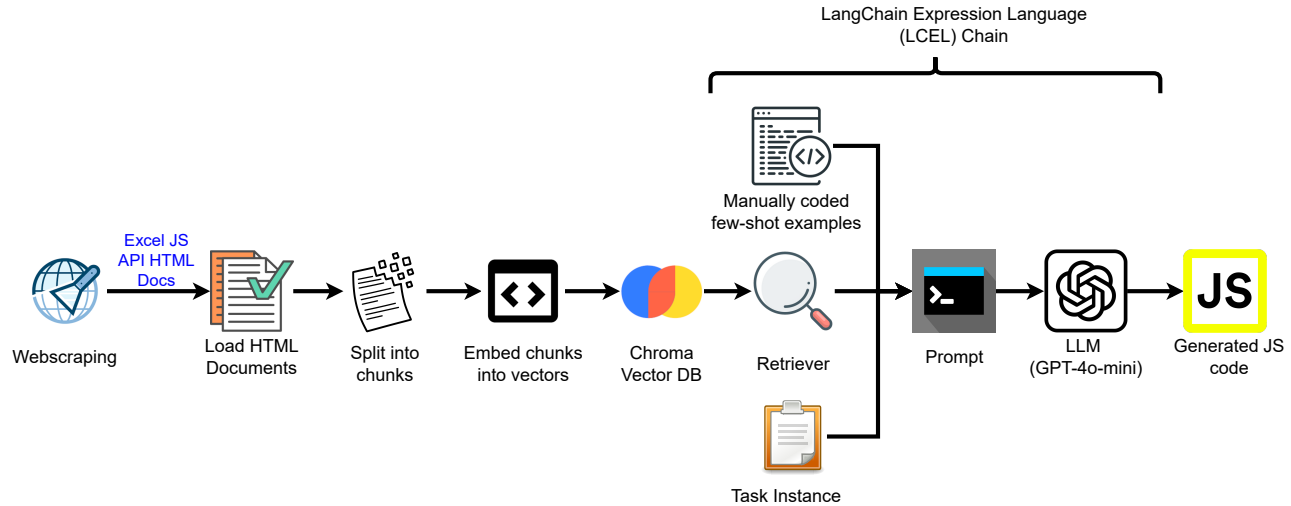 LangChain Expression Language
(LCEL) Chain
Manually coded
few-shot examples
Excel JS
API HTML
Docs
Webscraping
Load HTML
Documents
Split into
chunks
Embed chunks
into vectors
Chroma
Vector DB
Retriever
Prompt
LLM
(GPT-4o-mini)
JS
Generated JS
code
Task Instance